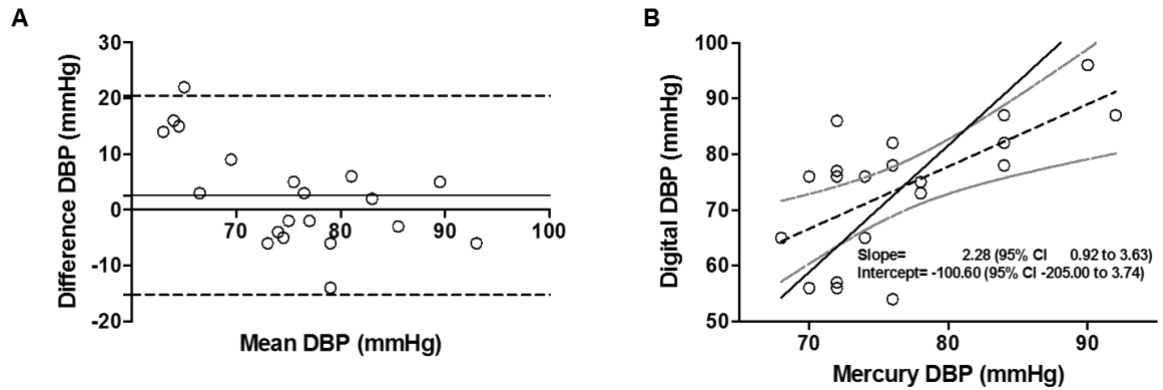 A
30
20
10
0
-10
-20
70
80
90
100
Difference DBP (mmHg)
Mean DBP (mmHg)
B
100
90
80
70
60
50
70
80
90
Digital DBP (mmHg)
Slope= 2.28 (95% CI 0.92 to 3.63)
Intercept= -100.60 (95% CI -205.00 to 3.74)
Mercury DBP (mmHg)